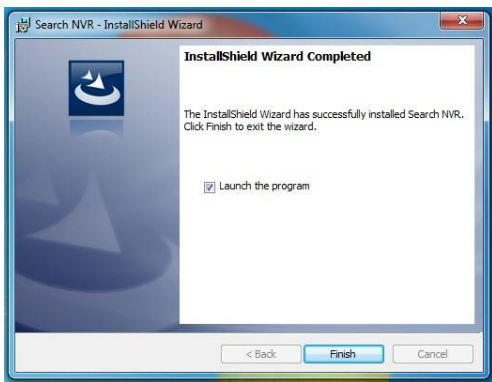 Search NVR - InstallShield Wizard
InstallShield Wizard Completed
The InstallShield Wizard has successfully installed Search NVR.
Click Finish to exit the wizard.
Launch the program
< Back
Finish
Cancel